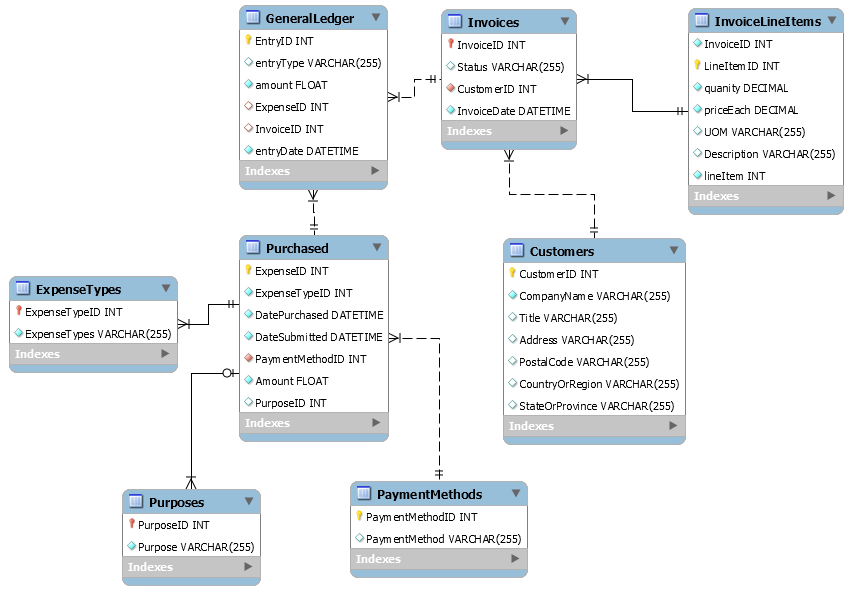 GeneralLedger
EntryID INT
entryType VARCHAR(255)
amount FLOAT
ExpenseID INT
InvoiceID INT
entryDate DATETIME
Indexes
Invoices
InvoiceID INT
Status VARCHAR(255)
CustomerID INT
InvoiceDate DATETIME
Indexes
InvoiceLineItems
InvoiceID INT
LineItemID INT
quanity DECIMAL
priceEach DECIMAL
UOM VARCHAR(255)
Description VARCHAR(255)
lineItem INT
Indexes
ExpenseTypes
ExpenseTypeID INT
ExpenseTypes VARCHAR(255)
Indexes
Purchased
ExpenseID INT
ExpenseTypeID INT
DatePurchased DATETIME
DateSubmitted DATETIME
PaymentMethodID INT
Amount FLOAT
PurposeID INT
Indexes
Customers
CustomerID INT
CompanyName VARCHAR(255)
Title VARCHAR(255)
Address VARCHAR(255)
PostalCode VARCHAR(255)
CountryOrRegion VARCHAR(255)
StateOrProvince VARCHAR(255)
Indexes
Purposes
PurposeID INT
Purpose VARCHAR(255)
Indexes
PaymentMethods
PaymentMethodID INT
PaymentMethod VARCHAR(255)
Indexes